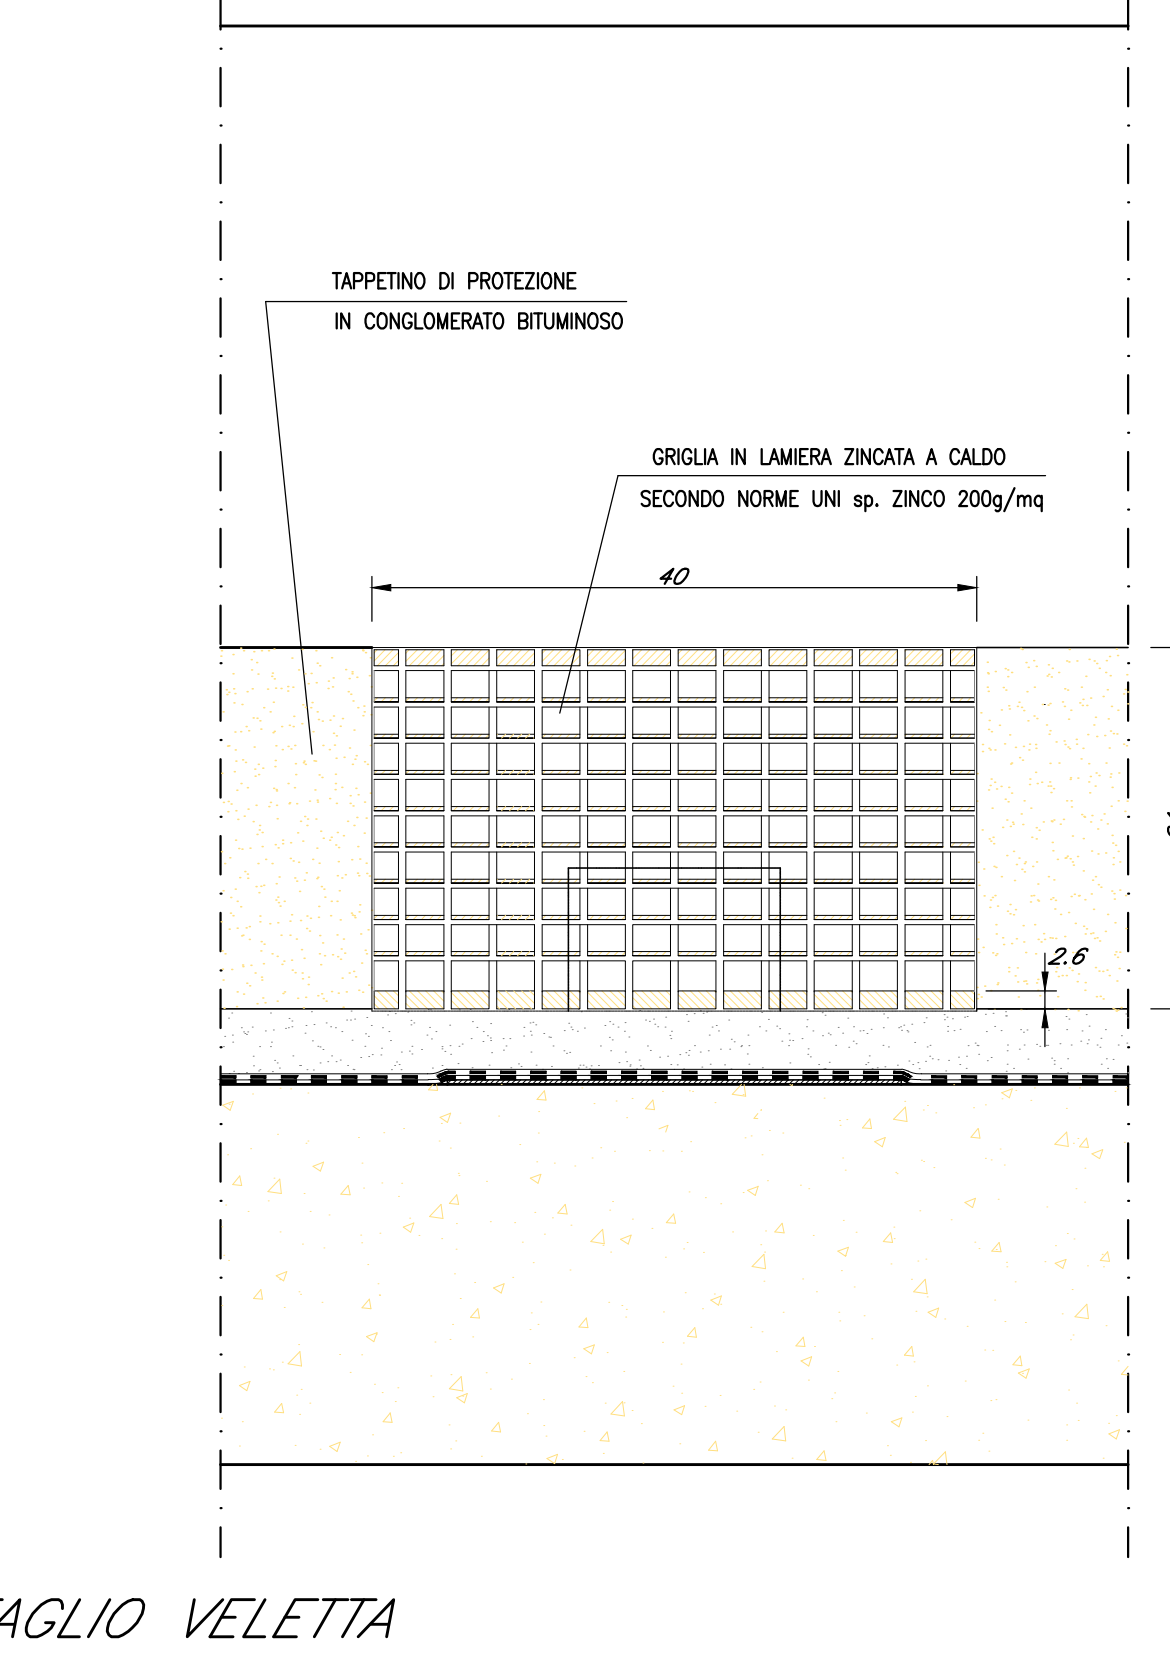 TAPPETINO DI PROTEZIONE
IN CONGLOMERATO BITUMINOSO
GRIGLIA IN LAMIERA ZINCATA A CALDO
SECONDO NORME UNI sp. ZINCO 200g/mq
40
2.6
TAGLIO VELETTA